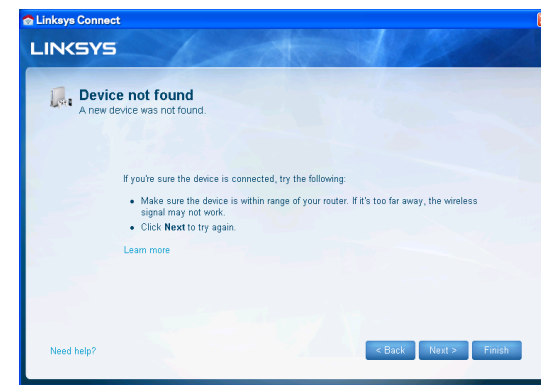 Linksys Connect
LINKSYS
Device not found
A new device was not found.
If you're sure the device is connected, try the following:
• Make sure the device is within range of your router. If it's too far away, the wireless
signal may not work.
• Click Next to try again.
Learn more
Need help?
< Back Next > Finish